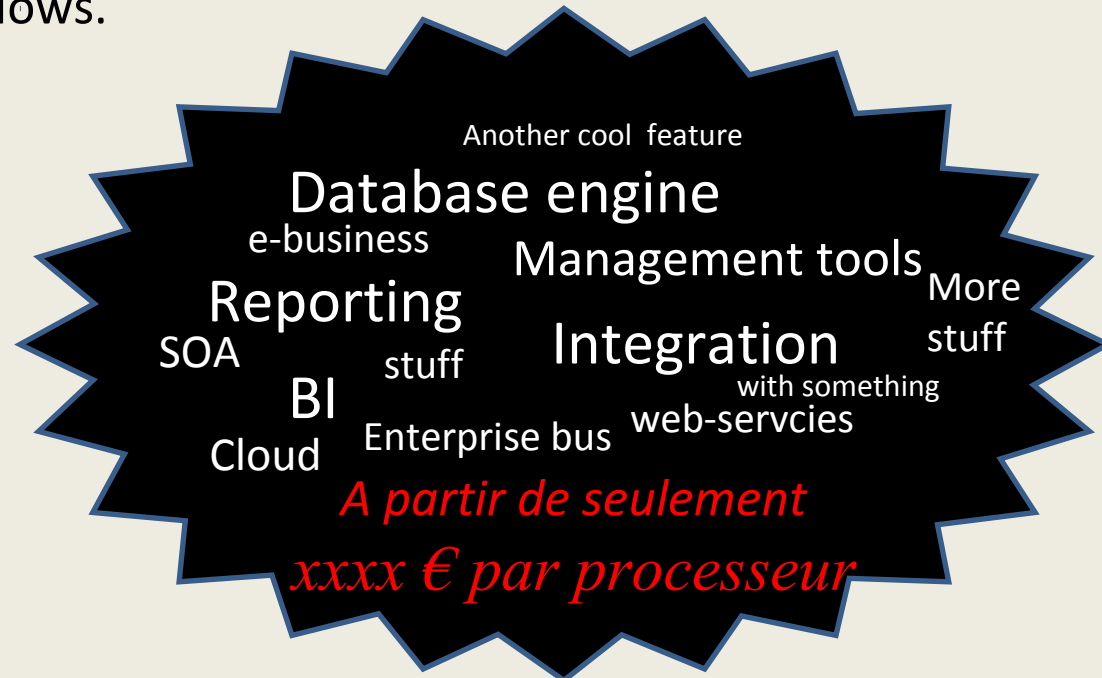 lows.
Another cool feature
Database engine
e-business
Management tools
More
stuff
Reporting
Integration
SOA
stuff
with something
BI
web-servcies
Enterprise bus
Cloud
A partir de seulement
xxxx € par processeur